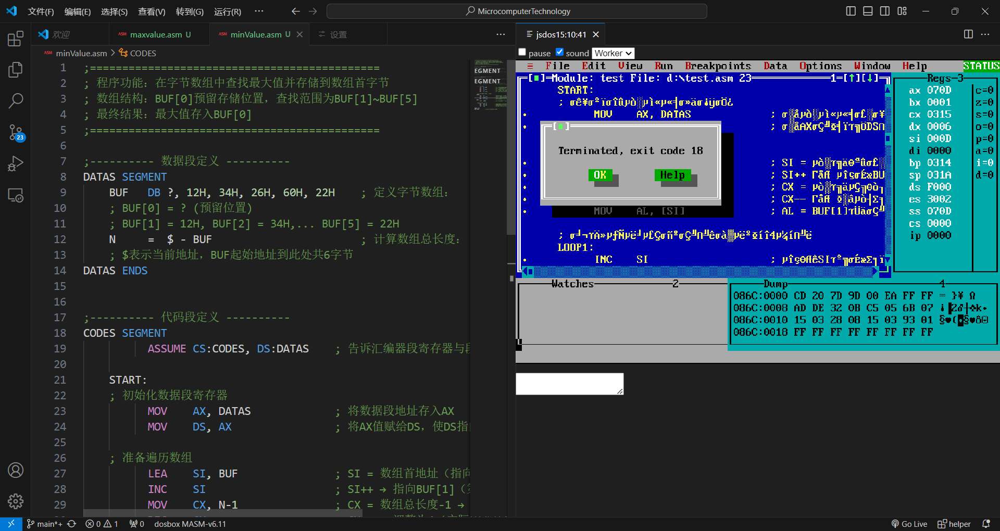 文件(F) 编辑(E) 选择(S) 查看(V) 转到(G) 运行(R) ··· MicrocomputerTechnology
欢迎 maxvalue.asm U minValue.asm U 设置
minValue.asm CODES
1 ;=============================================
2 ; 程序功能：在字节数组中查找最大值并存储到数组首字节
3 ; 数组结构：BUF[0]预留存储位置，查找范围为BUF[1]~BUF[5]
4 ; 最终结果：最大值存入BUF[0]
5 ;=============================================
6
7 ;---------- 数据段定义 ----------
8 DATAS SEGMENT
9 BUF DB ?, 12H, 34H, 26H, 60H, 22H ; 定义字节数组：
10 ; BUF[0] = ? (预留位置)
11 ; BUF[1] = 12H, BUF[2] = 34H,... BUF[5] = 22H
12 N = $ - BUF ; 计算数组总长度：
13 ; $表示当前地址，BUF起始地址到此处共6字节
14 DATAS ENDS
15
16
17 ;---------- 代码段定义 ----------
18 CODES SEGMENT
19 ASSUME CS:CODES, DS:DATAS ; 告诉汇编器段寄存器与段
20
21 START:
22 ; 初始化数据段寄存器
23 MOV AX, DATAS ; 将数据段地址存入AX
24 MOV DS, AX ; 将AX值赋给DS，使DS指
25
26 ; 准备遍历数组
27 LEA SI, BUF ; SI = 数组首地址（指向
28 INC SI ; SI++ → 指向BUF[1]（
29 MOV CX, N-1 ; CX = 数组总长度-1 →
EGMENT
EGMENT
23
main*+ 0 1 0 dosbox MASM-v6.11
jsdos15:10:41
pause sound Worker
≡ File Edit View Run Breakpoints Data Options Window Help STATUS
[■]=Module: test File: d:\test.asm 23 1=[↑][↓]
START:
MOV AX, DATAS
[■]
Terminated, exit code 18
OK Help
; SI =
; SI++
; CX =
; CX--
MOV AL, [SI] ; AL = BUF[1]
LOOP1:
INC SI
Regs 3
ax 070D c=0
bx 0001 z=0
cx 0315 s=0
dx 0006 o=0
si 000D p=0
di 0000 a=0
bp 0314 i=0
sp 031A d=0
ds F000
es 3002
ss 070D
cs 0000
ip 0000
Watches 2
Dump 4
086C:0000 CD 20 7D 9D 00 EA FF FF = }¥ Ω
086C:0008 AD DE 32 0B C5 05 6B 07
086C:0010 15 03 28 08 15 03 93 01
086C:0018 FF FF FF FF FF FF FF FF
Go Live helper